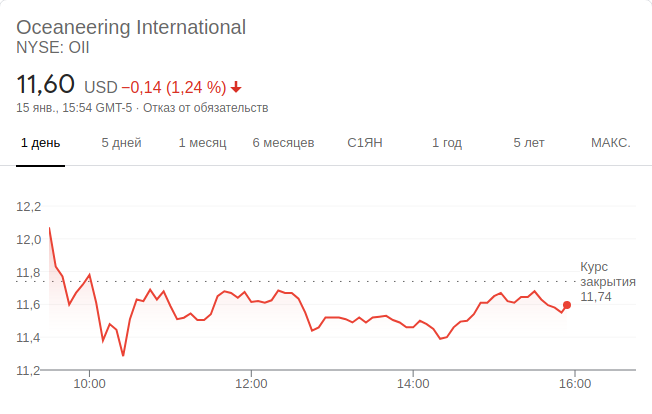 Oceaneering International
NYSE: OII
11,60 USD −0,14 (1,24 %)
15 янв., 15:54 GMT-5 · Отказ от обязательств
1 день 5 дней 1 месяц 6 месяцев С1ЯН 1 год 5 лет МАКС.
12,2
12,0
11,8
11,6
11,4
11,2
Курс
закрытия
11,74
10:00 12:00 14:00 16:00